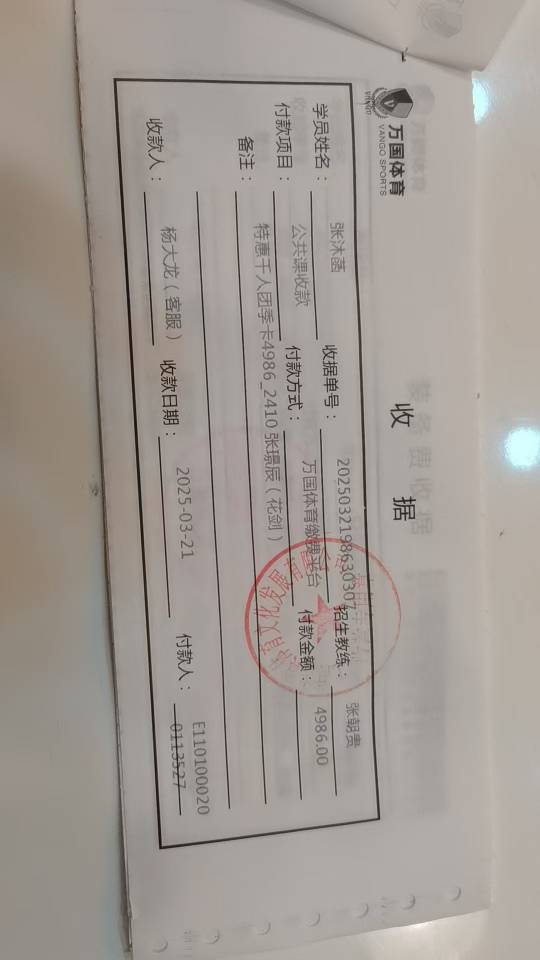 万国体育
VANGO SPORTS
VANGO
收 据
学员姓名： 张沐菡 收据单号： 2025032198630307 招生教练： 张朝贵
付款项目： 公共课收款 付款方式： 万国体育缴费平台 付款金额： 4986.00
备注： 特惠千人团季卡4986_2410 张璟辰（花剑）
收款人： 杨大龙（客服） 收款日期： 2025-03-21 付款人： E110100020
0113527